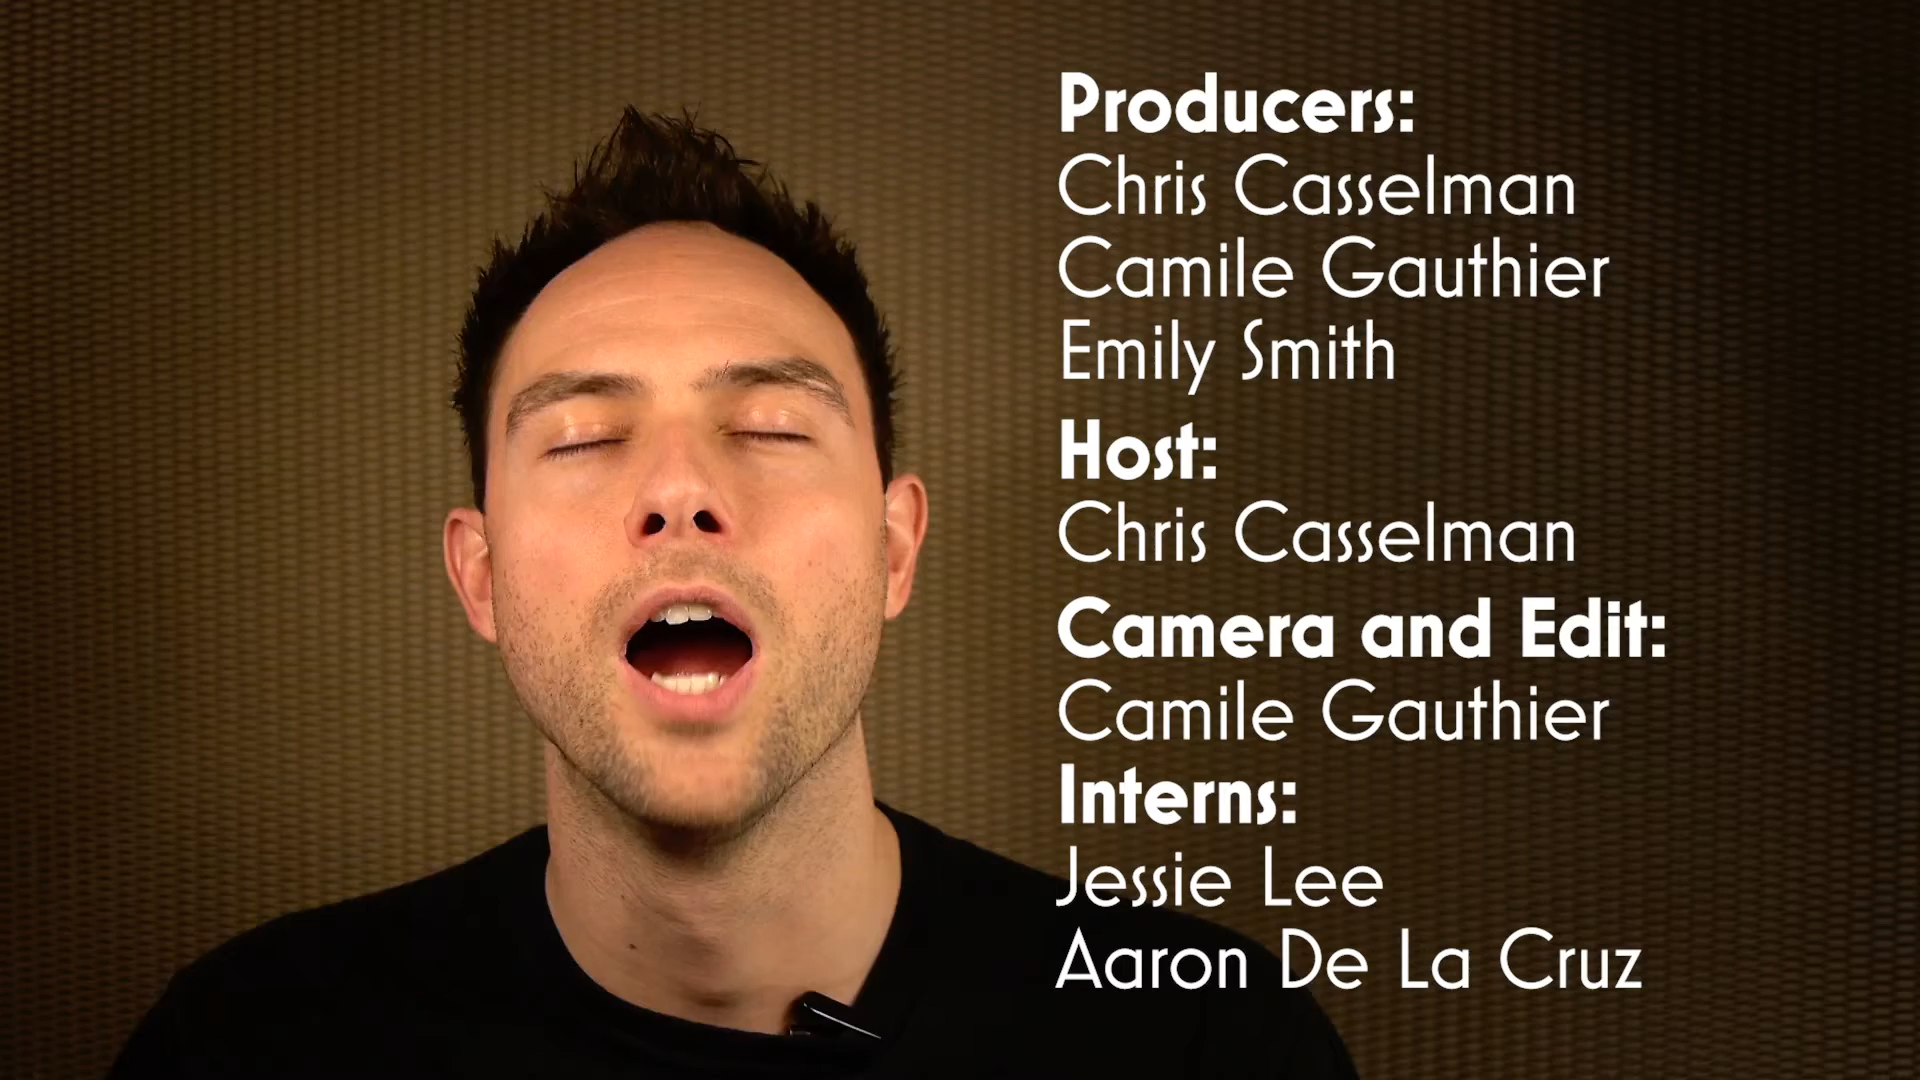 Producers:
Chris Casselman
Camile Gauthier
Emily Smith
Host:
Chris Casselman
Camera and Edit:
Camile Gauthier
Interns:
Jessie Lee
Aaron De La Cruz